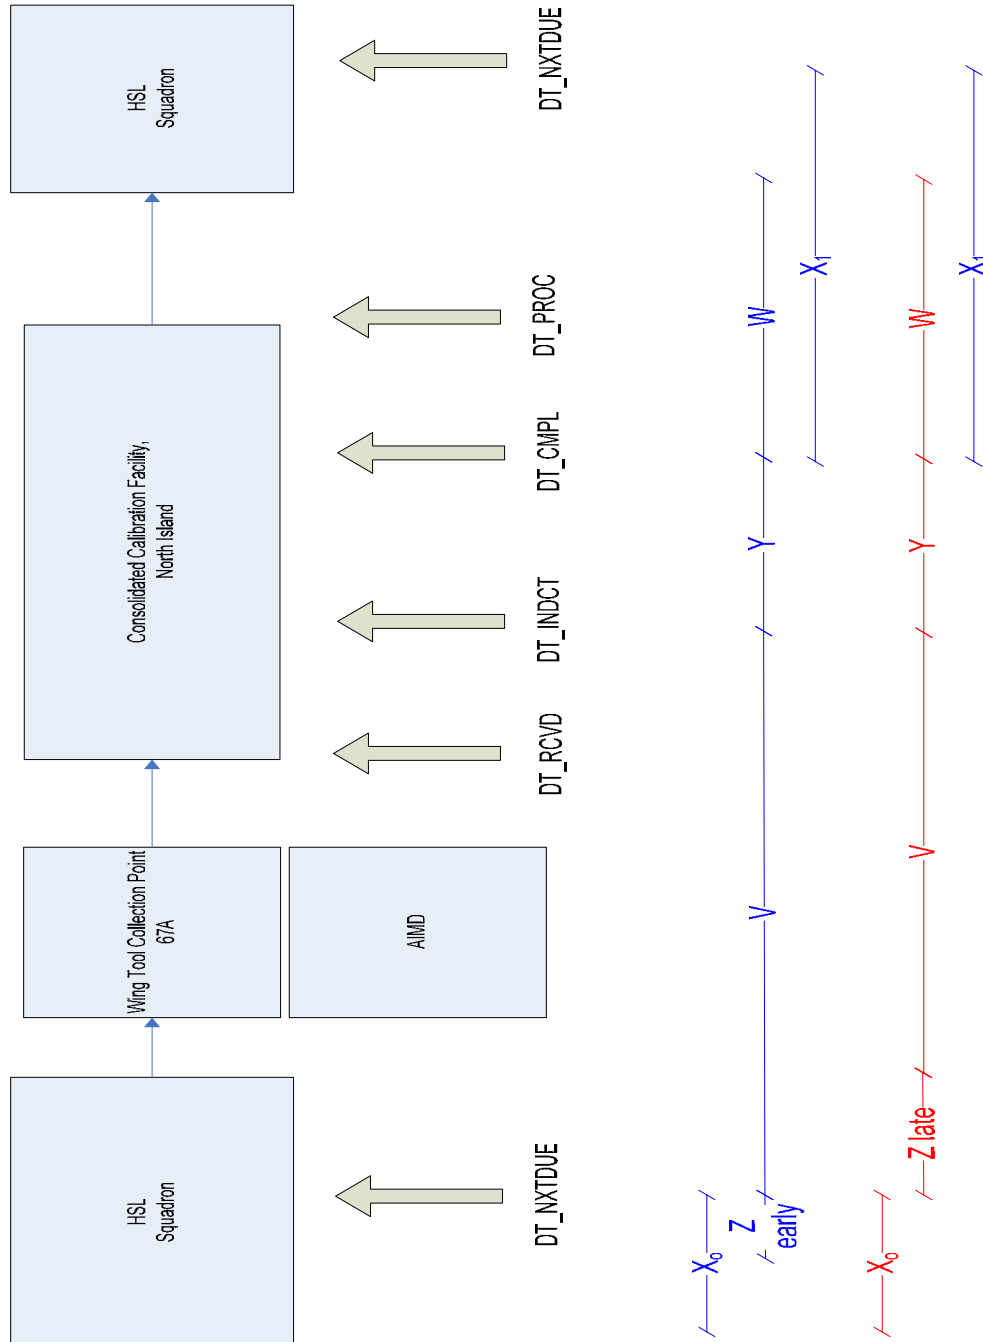 HSL
Squadron
Wing Tool Collection Point
67A
AIMD
Consolidated Calibration Facility,
North Island
HSL
Squadron
DT_NXTDUE
DT_RCVD
DT_INDCT
DT_CMPL
DT_PROC
DT_NXTDUE
X₀
Z
early
V
Y
W
X₁
X₀
Z late
V
Y
W
X₁